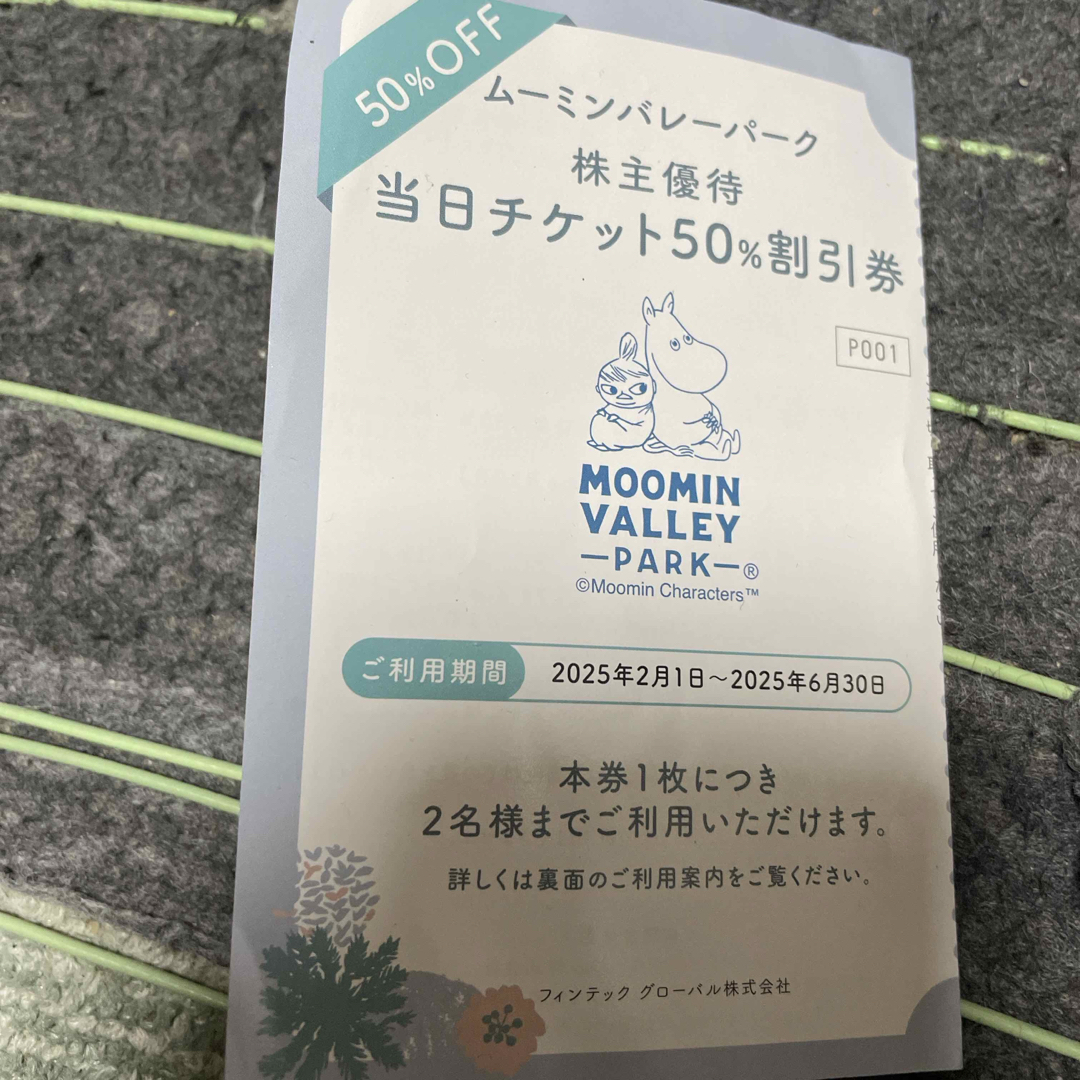 50%OFF
ムーミンバレーパーク
株主優待
当日チケット50%割引券
P001
MOOMIN
VALLEY
—PARK—®
©Moomin Characters™
ご利用期間 2025年2月1日～2025年6月30日
本券1枚につき
2名様までご利用いただけます。
詳しくは裏面のご利用案内をご覧ください。
フィンテック グローバル株式会社